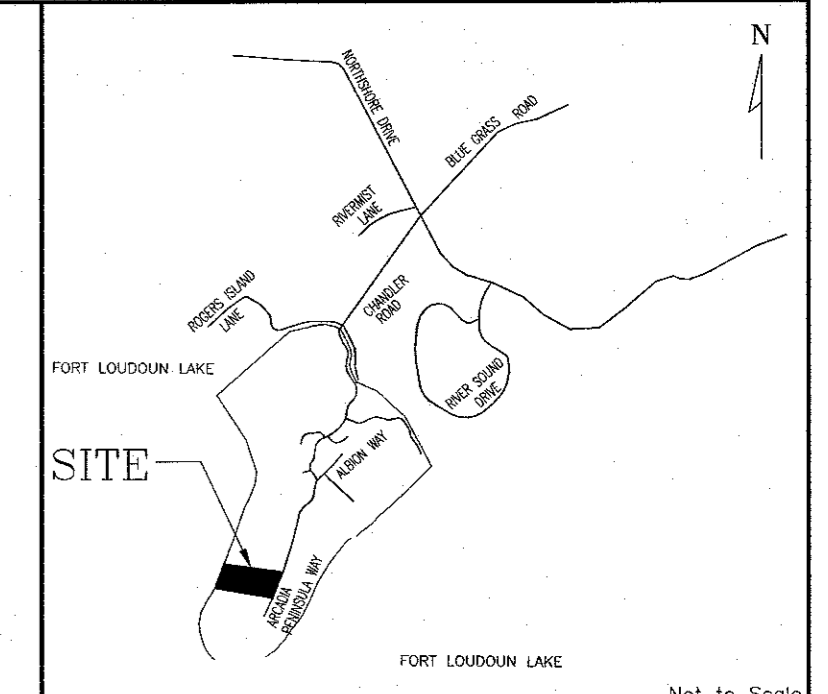 N
NORTHSHORE DRIVE
BLUE GRASS ROAD
RIVERMIST
LANE
ROGERS ISLAND
LANE
CHANDLER
ROAD
FORT LOUDOUN LAKE
RIVER SOUND
DRIVE
SITE
ALBION WAY
ARCADIA
PENINSULA WAY
FORT LOUDOUN LAKE
Not to Scale